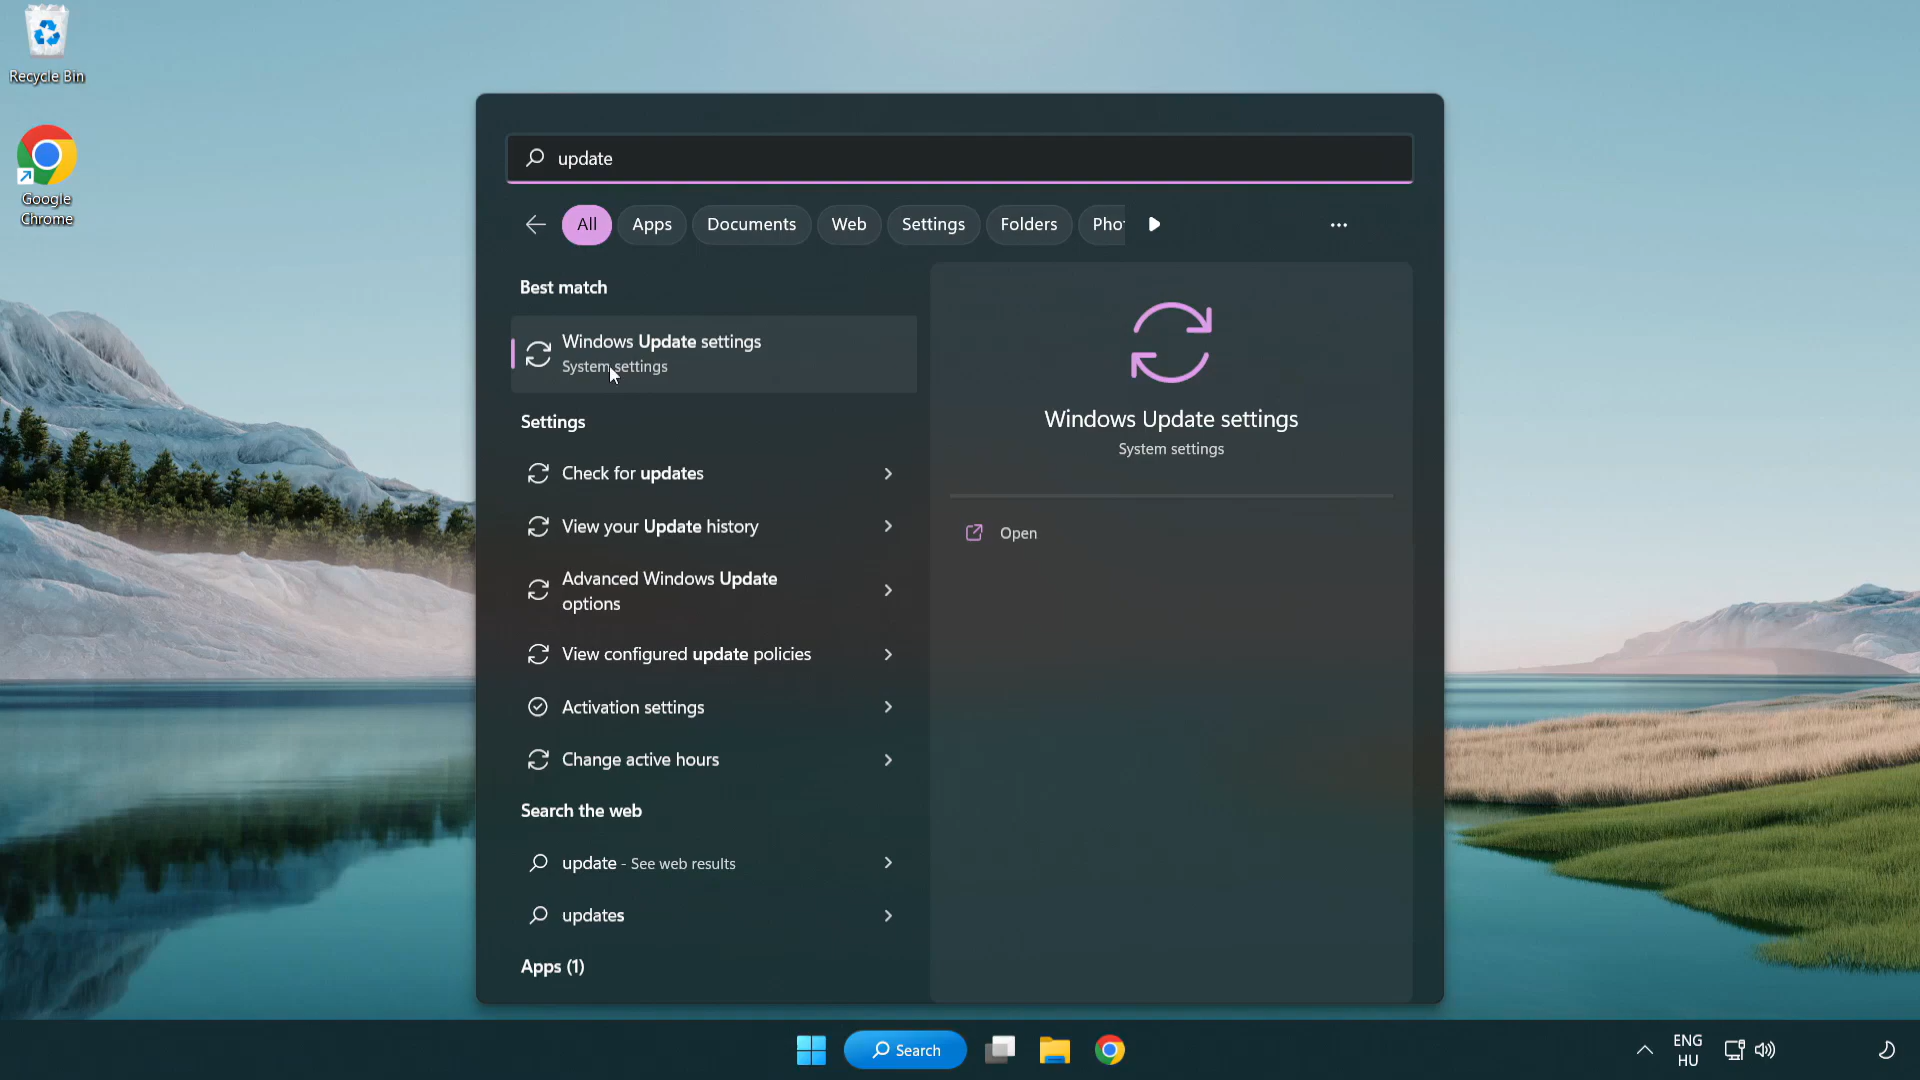 Recycle Bin
Google
Chrome
update
All
Apps
Documents
Web
Settings
Folders
Pho
Best match
Windows Update settings
System settings
Settings
Check for updates
View your Update history
Advanced Windows Update
options
View configured update policies
Activation settings
Change active hours
Search the web
update - See web results
updates
Apps (1)
Windows Update settings
System settings
Open
Search
ENG
HU